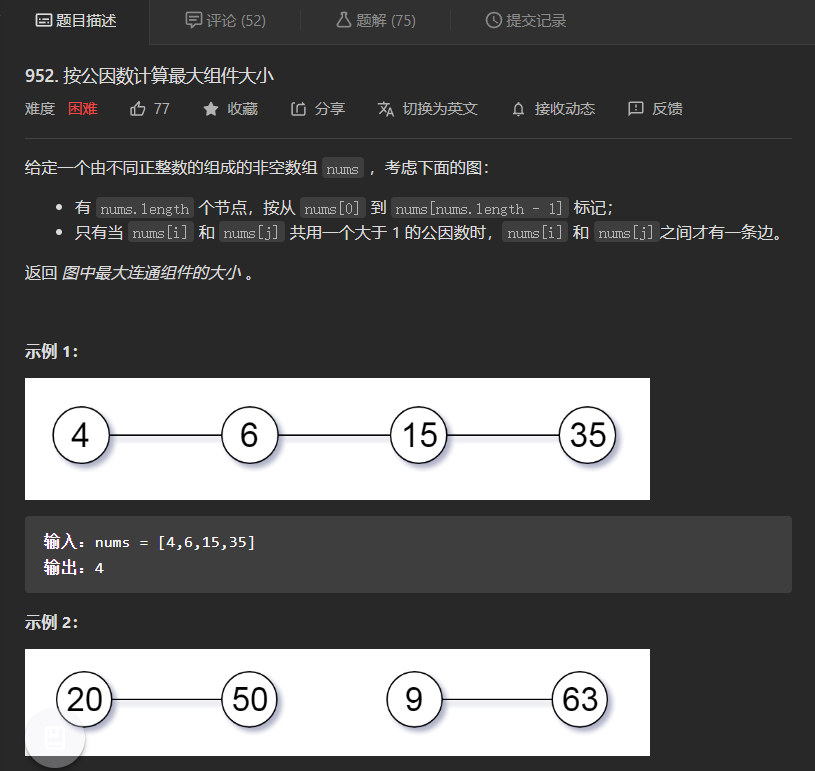 题目描述 评论 (52) 题解 (75) 提交记录
952. 按公因数计算最大组件大小
难度 困难 77 收藏 分享 切换为英文 接收动态 反馈
给定一个由不同正整数的组成的非空数组 nums ，考虑下面的图：
• 有 nums.length 个节点，按从 nums[0] 到 nums[nums.length - 1] 标记；
• 只有当 nums[i] 和 nums[j] 共用一个大于 1 的公因数时，nums[i] 和 nums[j]之间才有一条边。
返回 图中最大连通组件的大小 。
示例 1：
4 6 15 35
输入：nums = [4,6,15,35]
输出：4
示例 2：
20 50 9 63